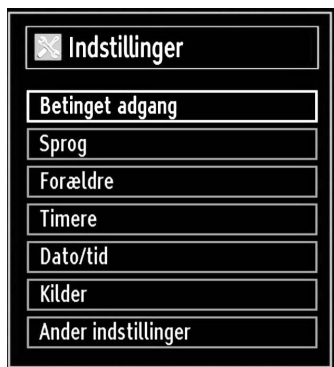 Indstillinger
Betinget adgang
Sprog
Forældre
Timere
Dato/tid
Kilder
Ander indstillinger